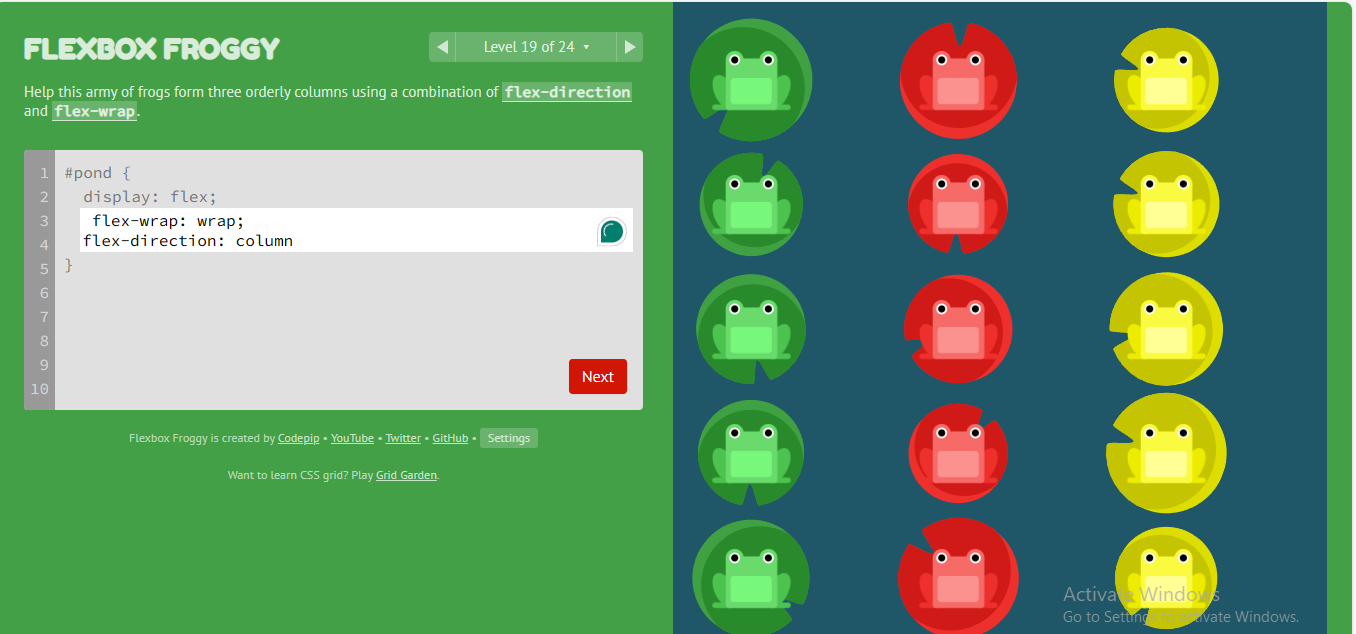 FLEXBOX FROGGY
◀ Level 19 of 24 ▾ ▶
Help this army of frogs form three orderly columns using a combination of flex-direction
and flex-wrap.
1 #pond {
2 display: flex;
3 flex-wrap: wrap;
4 flex-direction: column
5 }
6
7
8
9
10
Next
Flexbox Froggy is created by Codepip • YouTube • Twitter • GitHub • Settings
Want to learn CSS grid? Play Grid Garden.
Activate Windows
Go to Settings to activate Windows.